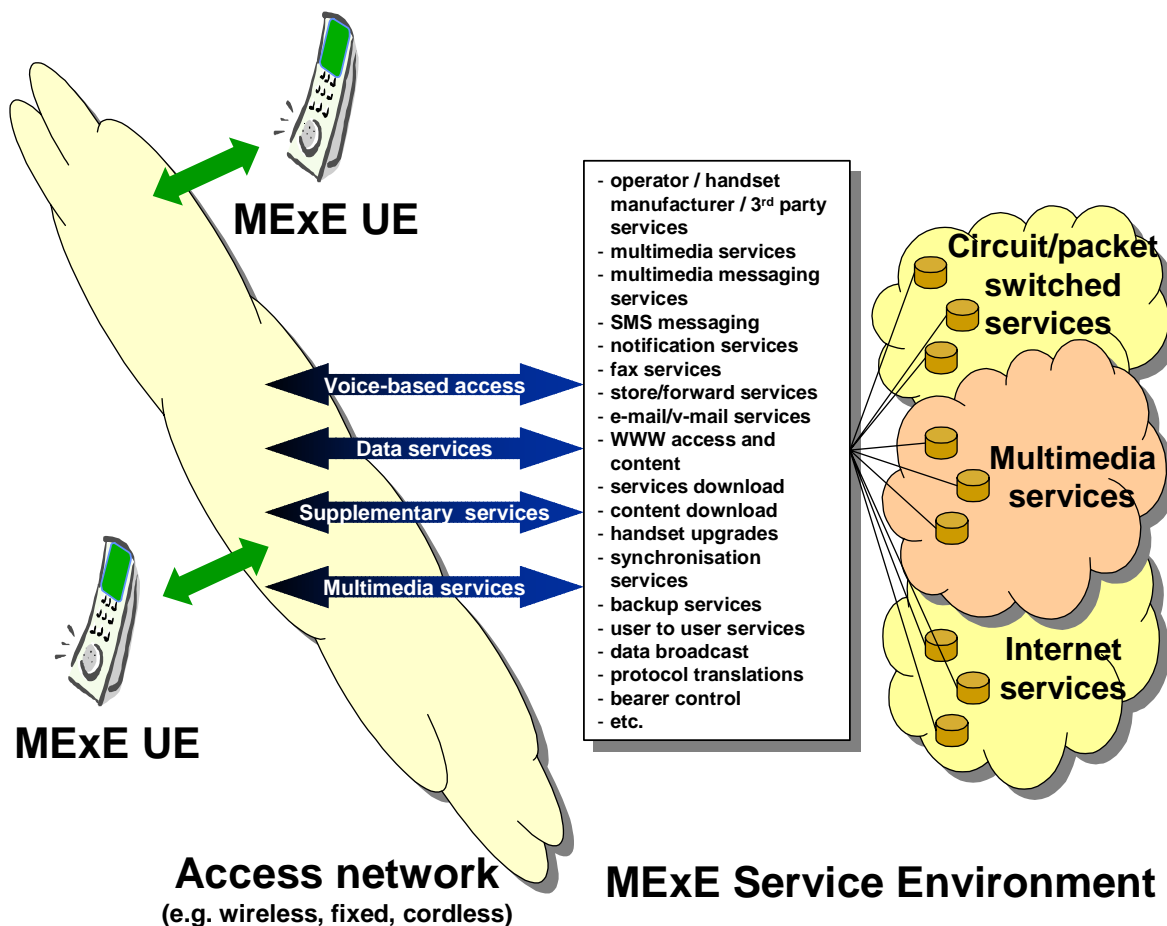 MExE UE
- operator / handset
manufacturer / 3rd party
services
- multimedia services
- multimedia messaging
services
- SMS messaging
- notification services
- fax services
- store/forward services
- e-mail/v-mail services
- WWW access and
content
- services download
- content download
- handset upgrades
- synchronisation
services
- backup services
- user to user services
- data broadcast
- protocol translations
- bearer control
- etc.
Circuit/packet
switched
services
Voice-based access
Data services
Supplementary services
Multimedia services
Multimedia
services
Internet
services
MExE UE
Access network
(e.g. wireless, fixed, cordless)
MExE Service Environment